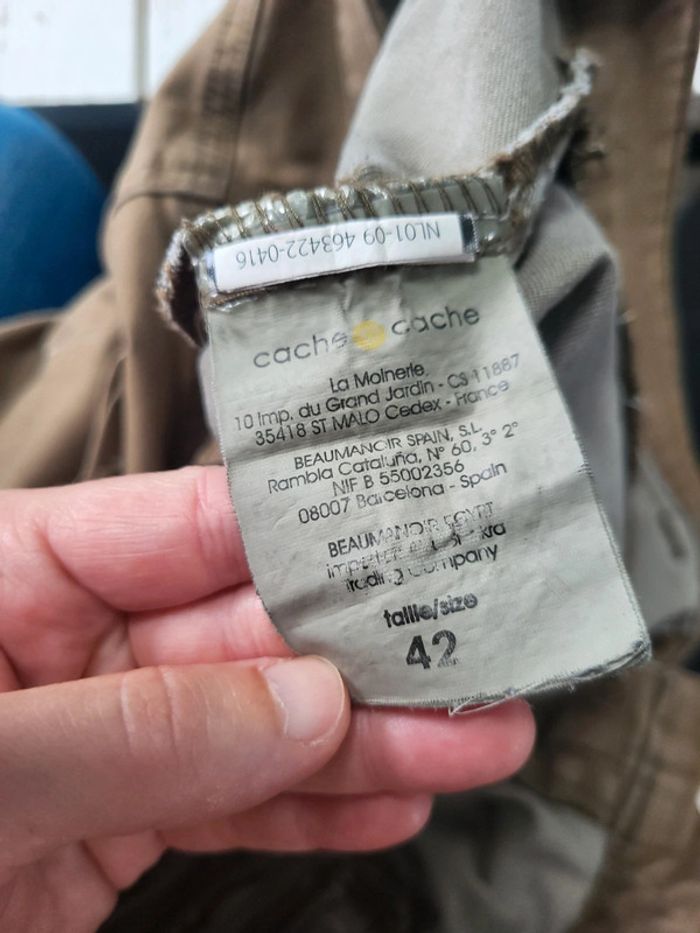 NL01-09 463422-0416
cache cache
La Moinerie
10 Imp. du Grand Jardin - CS 11887
35418 ST MALO Cedex - France
BEAUMANOIR SPAIN, S.L.
Rambla Cataluña, N° 60, 3° 2°
NIF B 55002356
08007 Barcelona - Spain
BEAUMANOIR EGYPT
trading company
taille/size
42